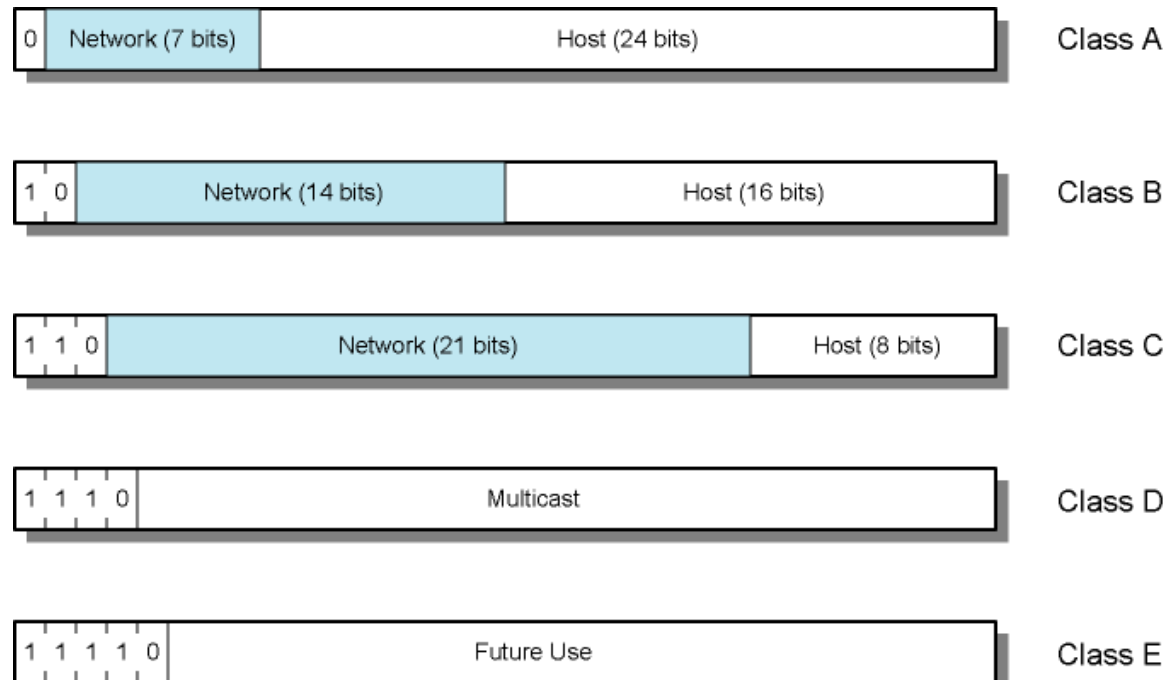 0 Network (7 bits) Host (24 bits) Class A
1 0 Network (14 bits) Host (16 bits) Class B
1 1 0 Network (21 bits) Host (8 bits) Class C
1 1 1 0 Multicast Class D
1 1 1 1 0 Future Use Class E